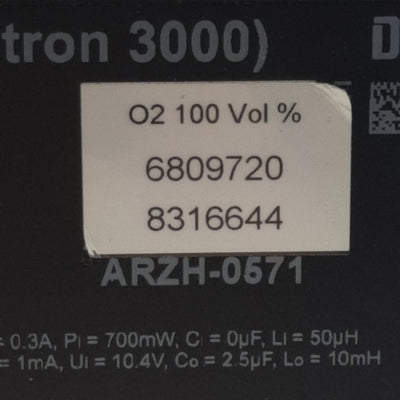 tron 3000) D
O2 100 Vol %
6809720
8316644
ARZH-0571
= 0.3A, Pi = 700mW, Ci = 0µF, Li = 50µH
= 1mA, Ui = 10.4V, Co = 2.5µF, Lo = 10mH